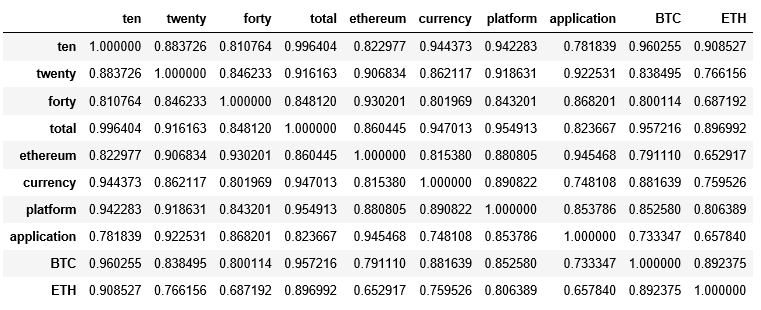 ten twenty forty total ethereum currency platform application BTC ETH
ten 1.000000 0.883726 0.810764 0.996404 0.822977 0.944373 0.942283 0.781839 0.960255 0.908527
twenty 0.883726 1.000000 0.846233 0.916163 0.906834 0.862117 0.918631 0.922531 0.838495 0.766156
forty 0.810764 0.846233 1.000000 0.848120 0.930201 0.801969 0.843201 0.868201 0.800114 0.687192
total 0.996404 0.916163 0.848120 1.000000 0.860445 0.947013 0.954913 0.823667 0.957216 0.896992
ethereum 0.822977 0.906834 0.930201 0.860445 1.000000 0.815380 0.880805 0.945468 0.791110 0.652917
currency 0.944373 0.862117 0.801969 0.947013 0.815380 1.000000 0.890822 0.748108 0.881639 0.759526
platform 0.942283 0.918631 0.843201 0.954913 0.880805 0.890822 1.000000 0.853786 0.852580 0.806389
application 0.781839 0.922531 0.868201 0.823667 0.945468 0.748108 0.853786 1.000000 0.733347 0.657840
BTC 0.960255 0.838495 0.800114 0.957216 0.791110 0.881639 0.852580 0.733347 1.000000 0.892375
ETH 0.908527 0.766156 0.687192 0.896992 0.652917 0.759526 0.806389 0.657840 0.892375 1.000000